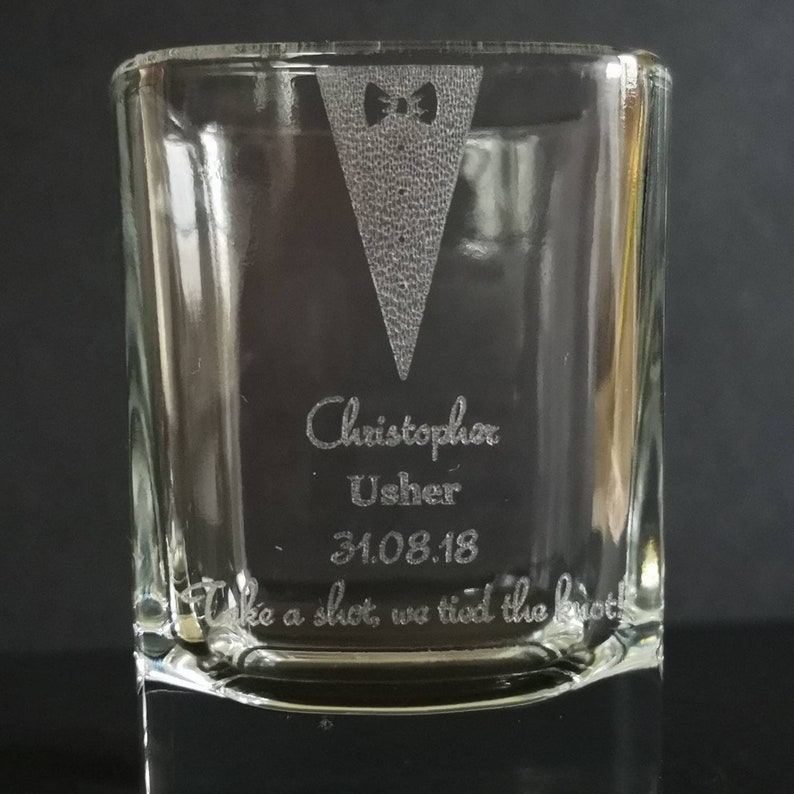 Christopher
Usher
31.08.18
Take a shot, we tied the knot!